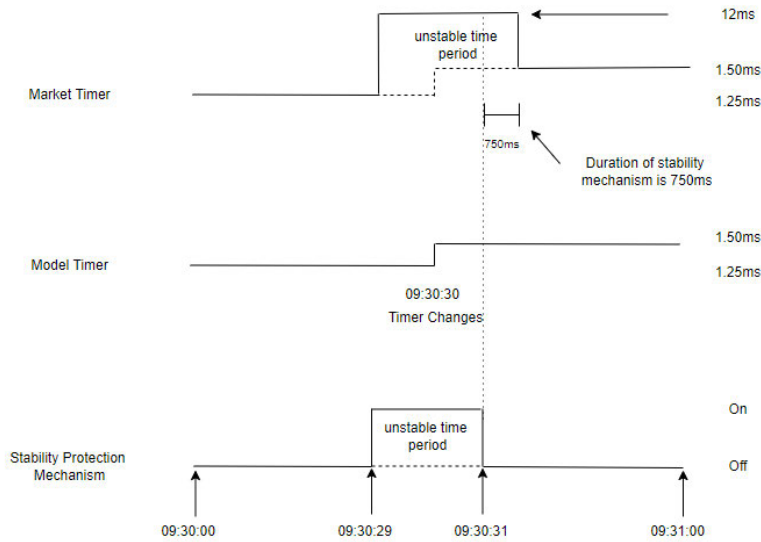 12ms
unstable time
period
1.50ms
Market Timer
1.25ms
750ms
Duration of stability
mechanism is 750ms
1.50ms
Model Timer
1.25ms
09:30:30
Timer Changes
On
unstable time
period
Stability Protection
Mechanism
Off
09:30:00
09:30:29
09:30:31
09:31:00